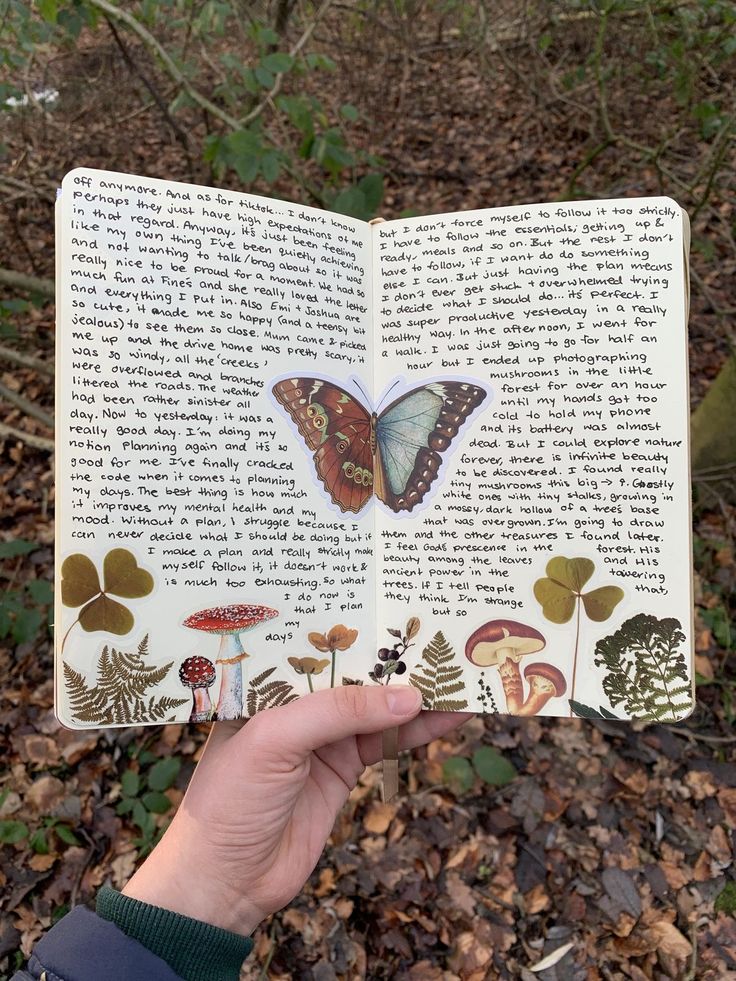 off anymore. And as for tiktok... I don't know
perhaps they just have high expectations of me
in that regard. Anyway, it's just been feeling
like my own thing I've been quietly achieving
and not wanting to talk/brag about so it was
really nice to be proud for a moment. We had so
much fun at Fine's and she really loved the letter
and everything I put in. Also Emi + Joshua are
so cute, it made me so happy (and a teensy bit
jealous) to see them so close. Mum came & picked
me up and the drive home was pretty scary, it
was so windy, all the 'creeks'
were overflowed and branches
littered the roads. The weather
had been rather sinister all
day. Now to yesterday: it was a
really good day. I'm doing my
notion planning again and it's so
good for me. I've finally cracked
the code when it comes to planning
my days. The best thing is how much
it improves my mental health and my
mood. Without a plan, i struggle because I
can never decide what I should be doing but if
I make a plan and really strictly make
myself follow it, it doesn't work &
is much too exhausting. So what
I do now is
that I plan
my
days
but I don't force myself to follow it too strictly.
I have to follow the essentials; getting up &
ready, meals and so on. But the rest I don't
have to follow, if I want do do something
else I can. But just having the plan means
I don't ever get stuck + overwhelmed trying
to decide what I should do... it's perfect. I
was super productive yesterday in a really
healthy way. In the afternoon, I went for
a walk. I was just going to go for half an
hour but I ended up photographing
mushrooms in the little
forest for over an hour
until my hands got too
cold to hold my phone
and its battery was almost
dead. But I could explore nature
forever, there is infinite beauty
to be discovered. I found really
tiny mushrooms this big → . Ghostly
white ones with tiny stalks, growing in
a mossy, dark hollow of a tree's base
that was overgrown. I'm going to draw
them and the other treasures I found later.
I feel God's prescence in the forest. His
beauty among the leaves and His
ancient power in the towering
trees. If I tell people that,
they think I'm strange
but so